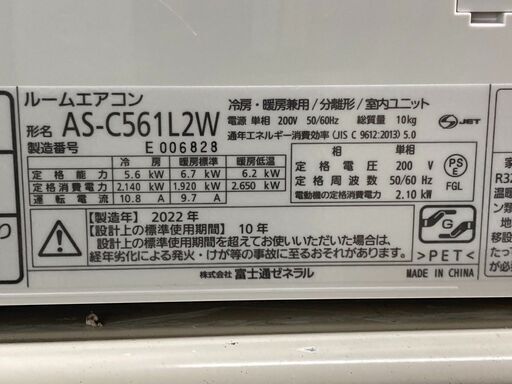 ルームエアコン
冷房・暖房兼用/分離形/室内ユニット
形名 AS-C561L2W
電源 単相 200V 50/60Hz 総質量 10kg
通年エネルギー消費効率(JIS C 9612:2013) 5.0
JET
製造番号 E 006828
冷 房 暖房標準 暖房低温
定格能力 5.6 kW 6.7 kW 6.2 kW
定格消費電力 2.140 kW 1.920 kW 2.650 kW
運転電流 10.8 A 9.7 A
相 単相
定格電圧 200 V
定格周波数 50/60 Hz
電動機の定格消費電力 2.10 kW
PSE
FGL
【製造年】2022 年
【設計上の標準使用期間】 10 年
設計上の標準使用期間を超えてお使いいただいた場合は、
経年劣化による発火・けが等の事故に至るおそれがあります。
G
>PET<
株式会社 富士通ゼネラル
MADE IN CHINA
R32
温暖